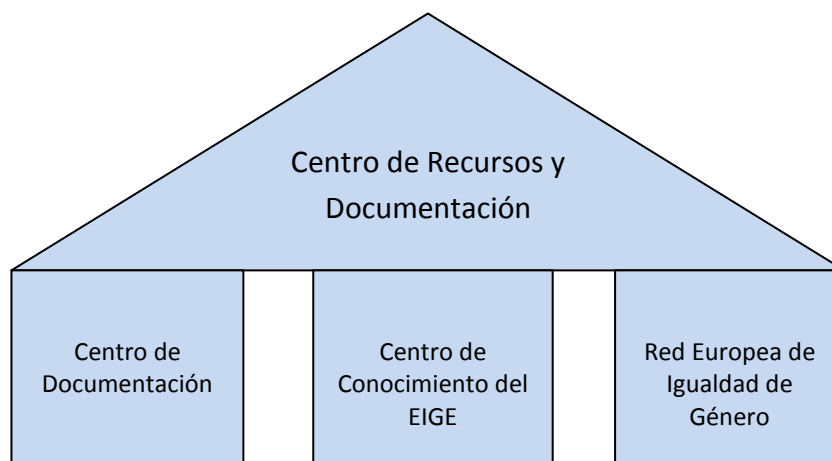 Centro de Recursos y
Documentación
Centro de
Documentación
Centro de
Conocimiento del
EIGE
Red Europea de
Igualdad de
Género